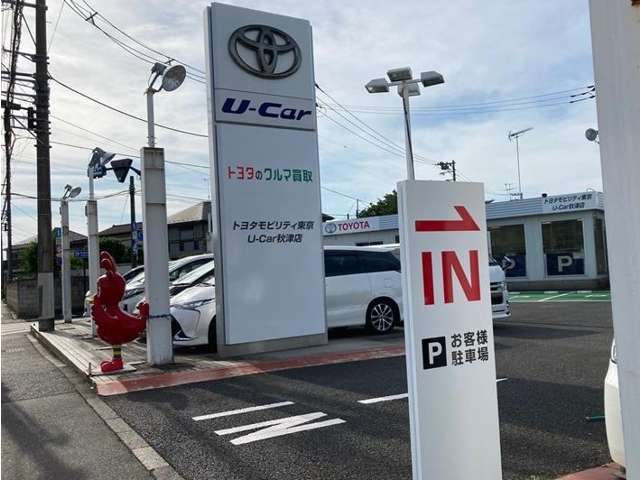 U-Car
トヨタのクルマ買取
トヨタモビリティ東京
U-Car秋津店
TOYOTA
トヨタモビリティ東京
U-Car秋津店
IN
P
お客様
駐車場
P
IN